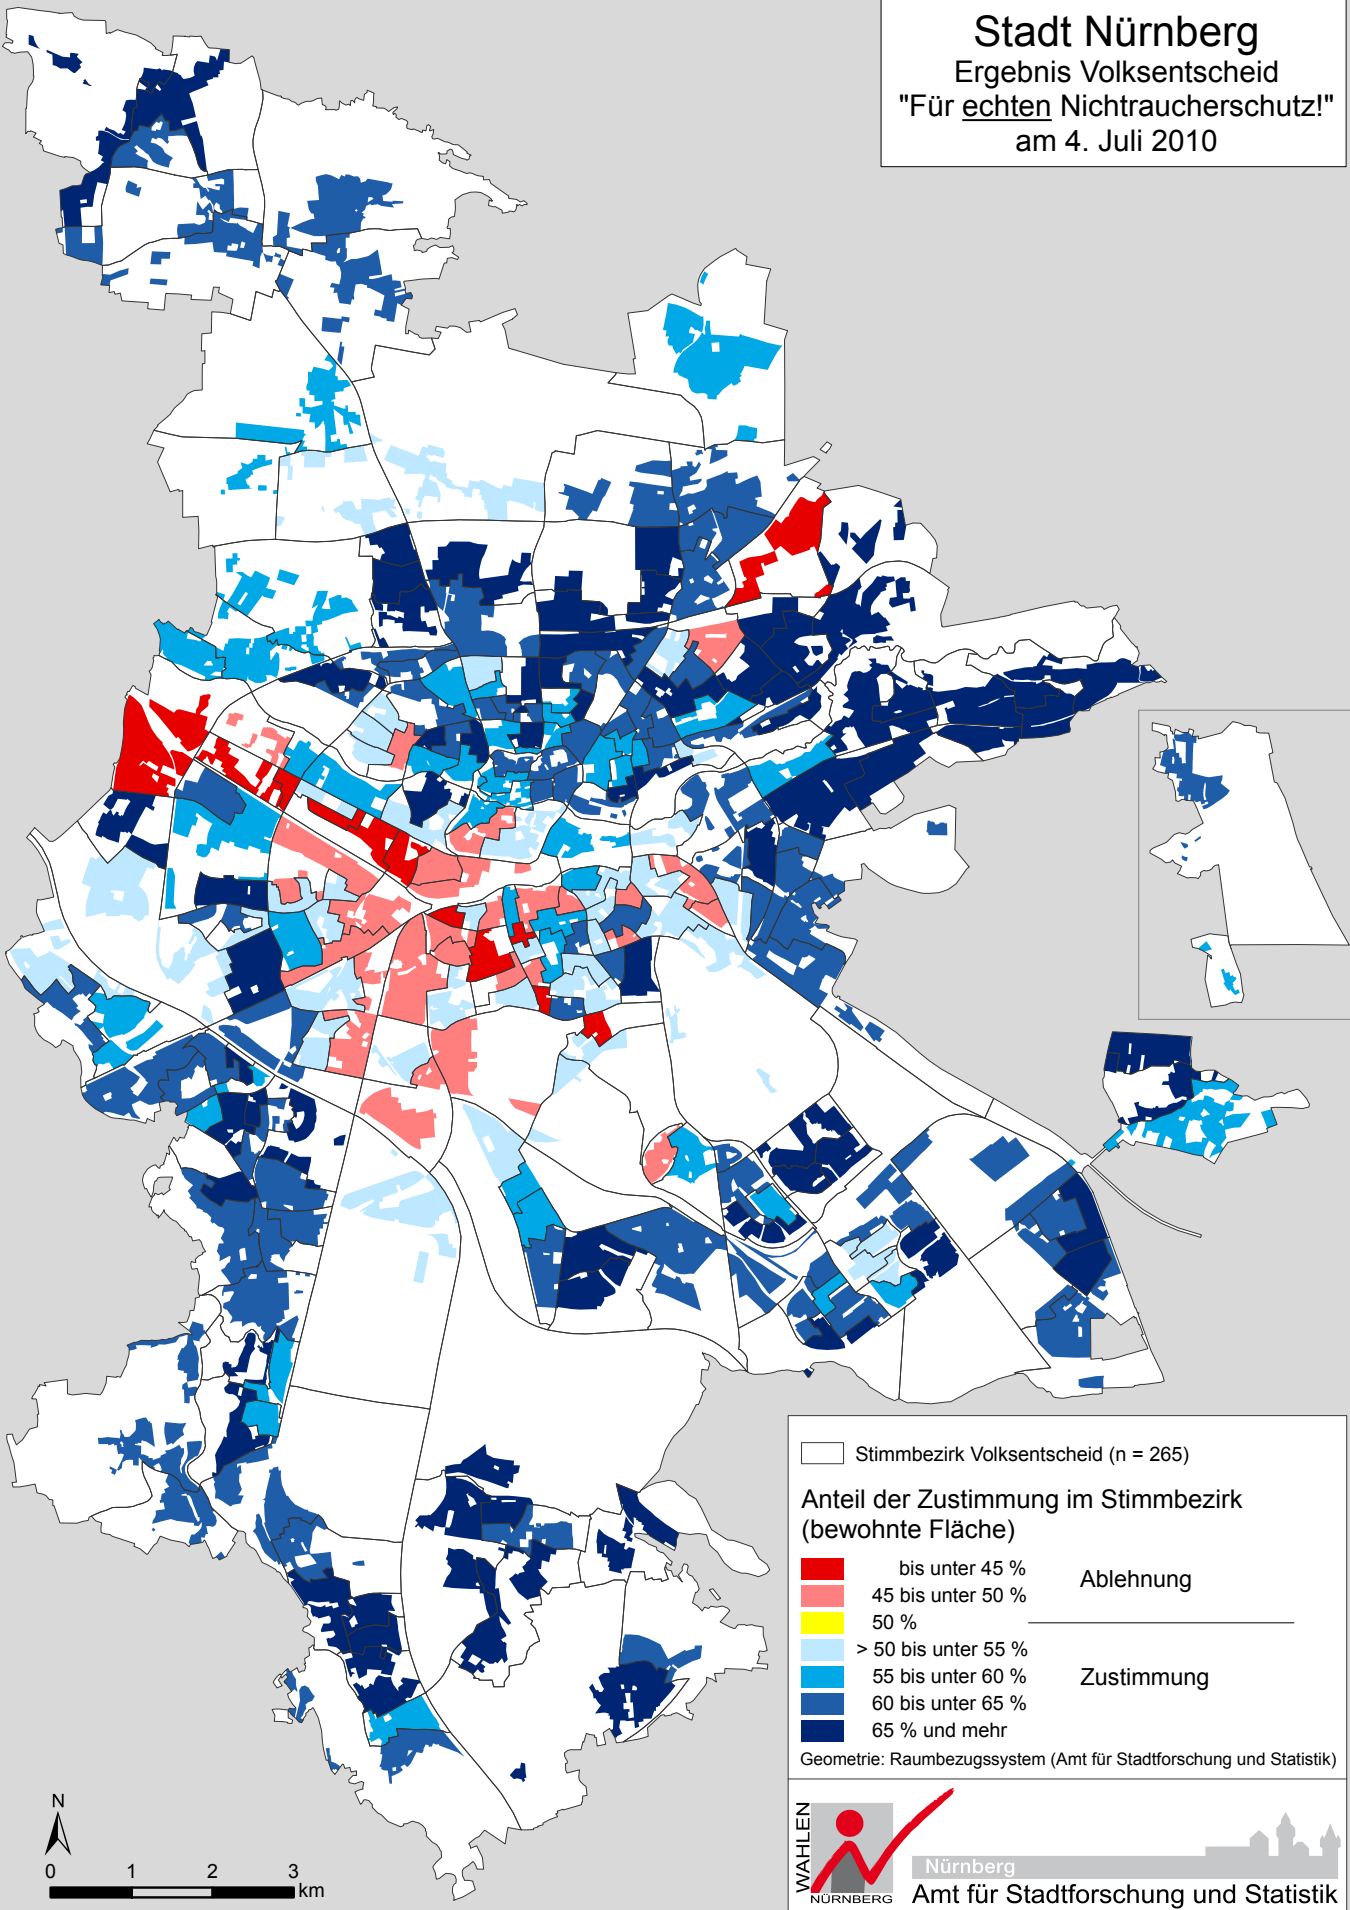 Stadt Nürnberg
Ergebnis Volksentscheid
"Für echten Nichtraucherschutz!"
am 4. Juli 2010
Stimmbezirk Volksentscheid (n = 265)
Anteil der Zustimmung im Stimmbezirk
(bewohnte Fläche)
bis unter 45 %
Ablehnung
45 bis unter 50 %
50 %
> 50 bis unter 55 %
55 bis unter 60 %
Zustimmung
60 bis unter 65 %
65 % und mehr
Geometrie: Raumbezugssystem (Amt für Stadtforschung und Statistik)
N
0 1 2 3
km
WAHLEN
NÜRNBERG
Nürnberg
Amt für Stadtforschung und Statistik